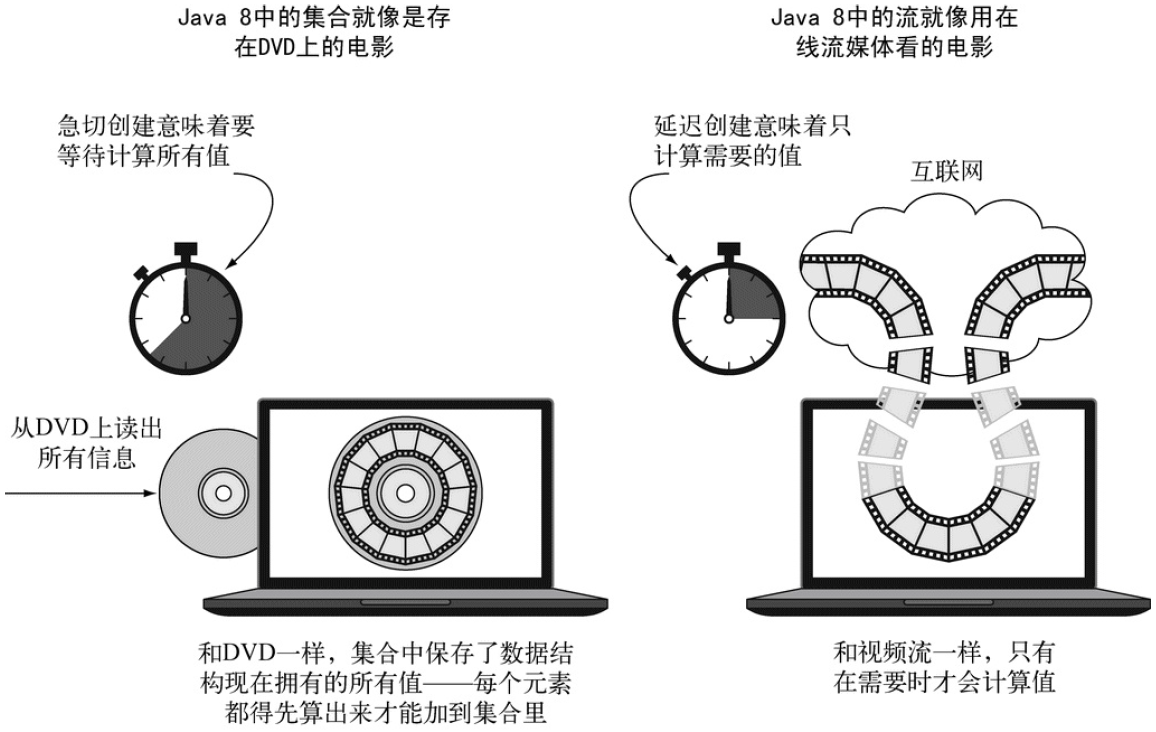 Java 8中的集合就像是存
在DVD上的电影
急切创建意味着要
等待计算所有值
从DVD上读出
所有信息
和DVD一样，集合中保存了数据结
构现在拥有的所有值——每个元素
都得先算出来才能加到集合里
Java 8中的流就像用在
线流媒体看的电影
延迟创建意味着只
计算需要的值
互联网
和视频流一样，只有
在需要时才会计算值